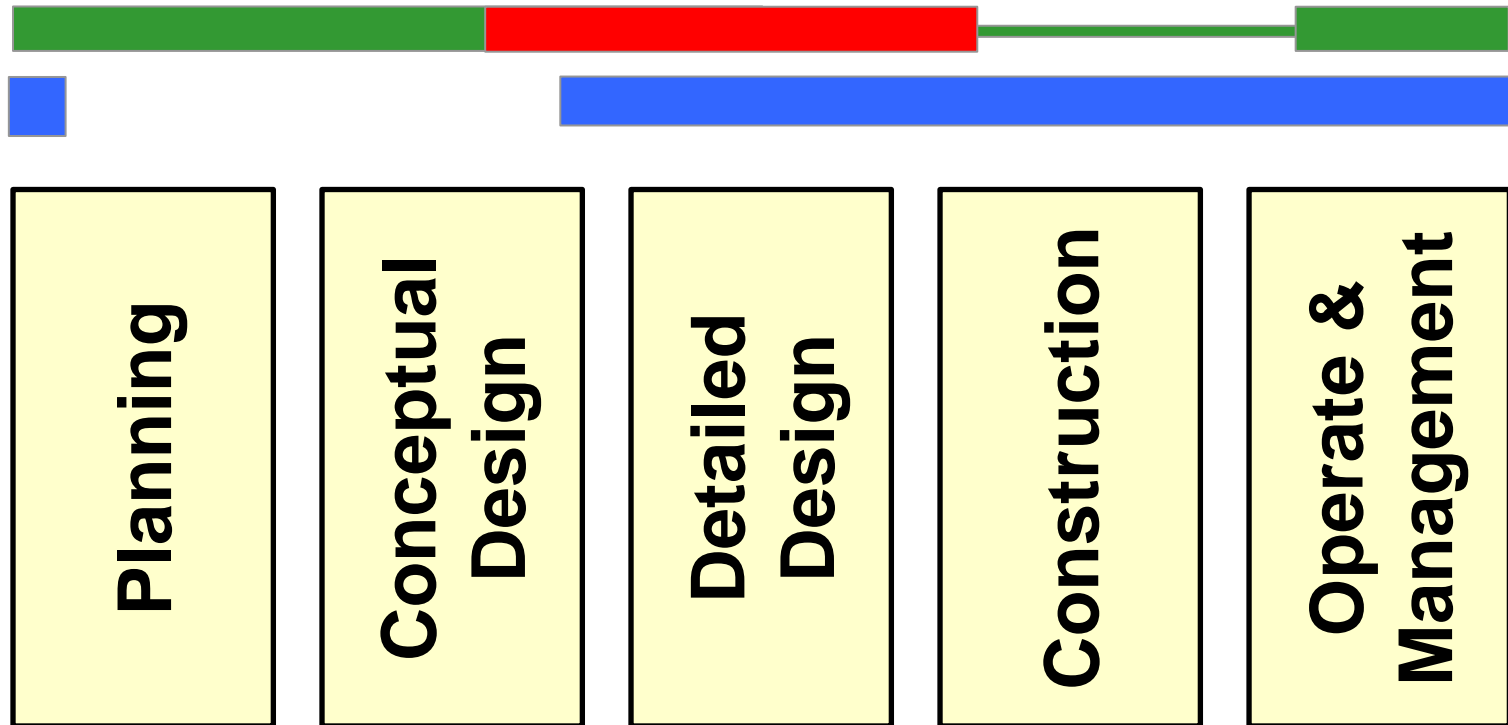 Planning
Conceptual
Design
Detailed
Design
Construction
Operate &
Management